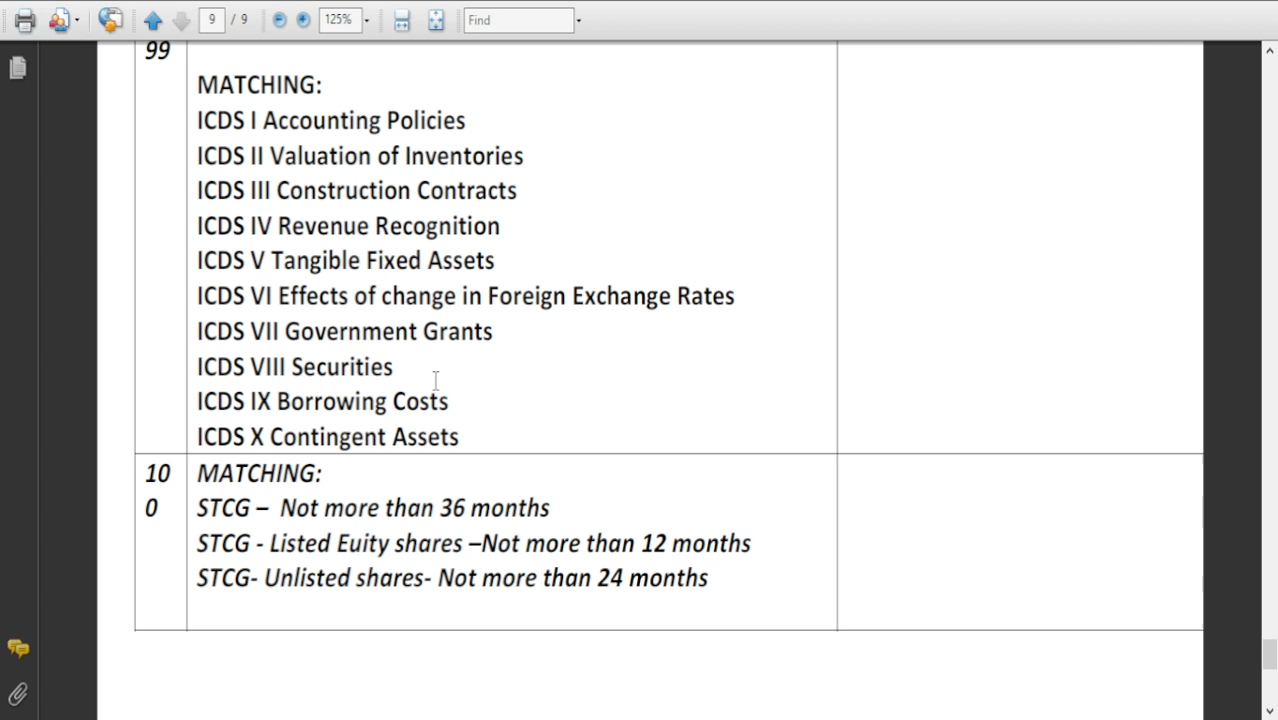 9 / 9 125% Find
99
MATCHING:
ICDS I Accounting Policies
ICDS II Valuation of Inventories
ICDS III Construction Contracts
ICDS IV Revenue Recognition
ICDS V Tangible Fixed Assets
ICDS VI Effects of change in Foreign Exchange Rates
ICDS VII Government Grants
ICDS VIII Securities
ICDS IX Borrowing Costs
ICDS X Contingent Assets
10 MATCHING:
0 STCG – Not more than 36 months
STCG - Listed Euity shares –Not more than 12 months
STCG- Unlisted shares- Not more than 24 months